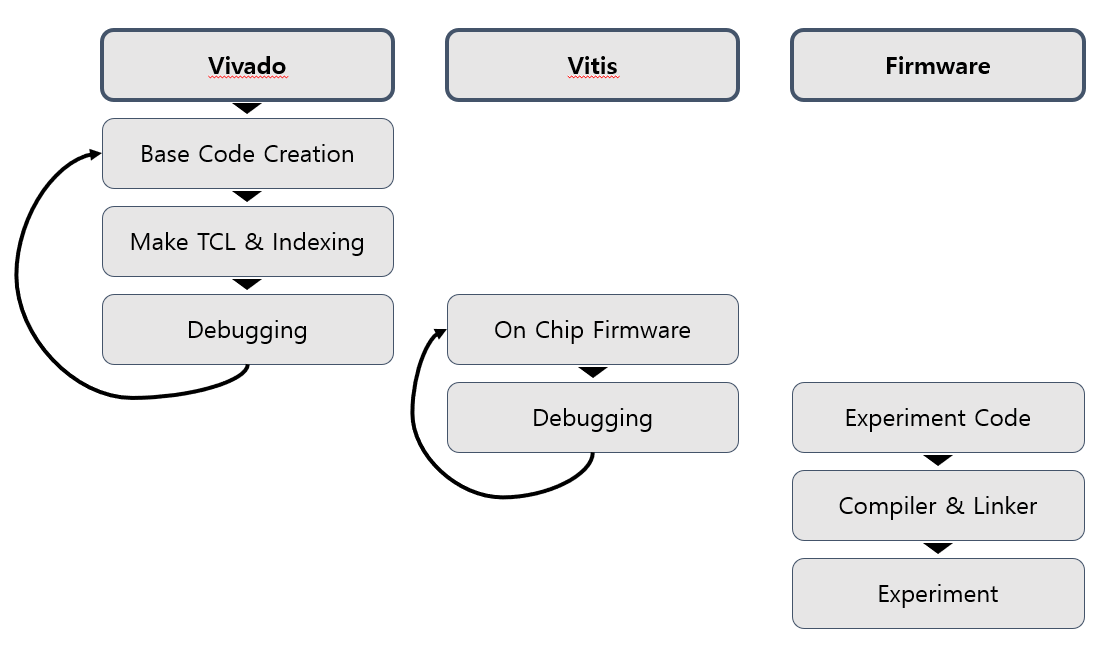 Vivado
Vitis
Firmware
Base Code Creation
Make TCL & Indexing
Debugging
On Chip Firmware
Debugging
Experiment Code
Compiler & Linker
Experiment